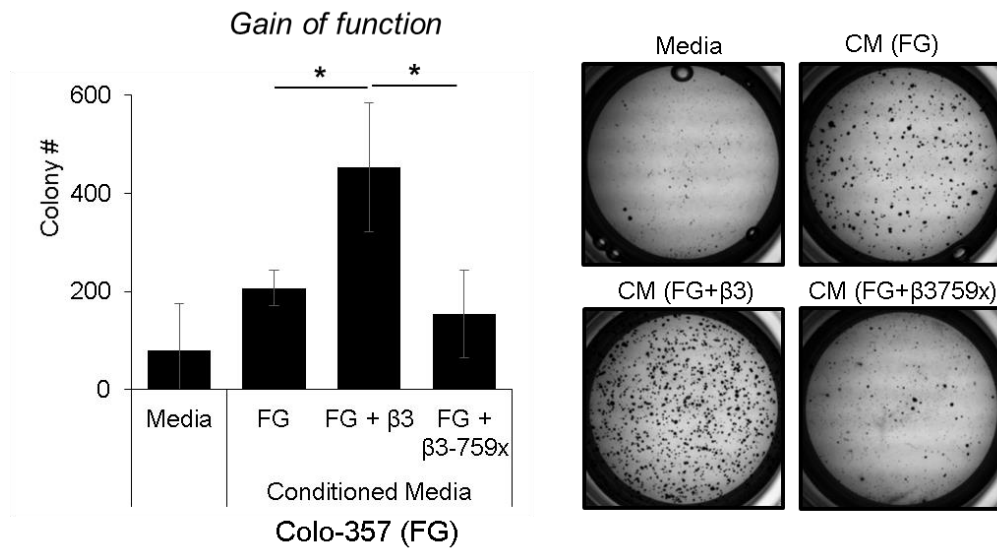 Gain of function
*
*
Colony #
600
400
200
0
Media
FG
FG + β3
FG +
β3-759x
Conditioned Media
Colo-357 (FG)
Media
CM (FG)
CM (FG+β3)
CM (FG+β3759x)